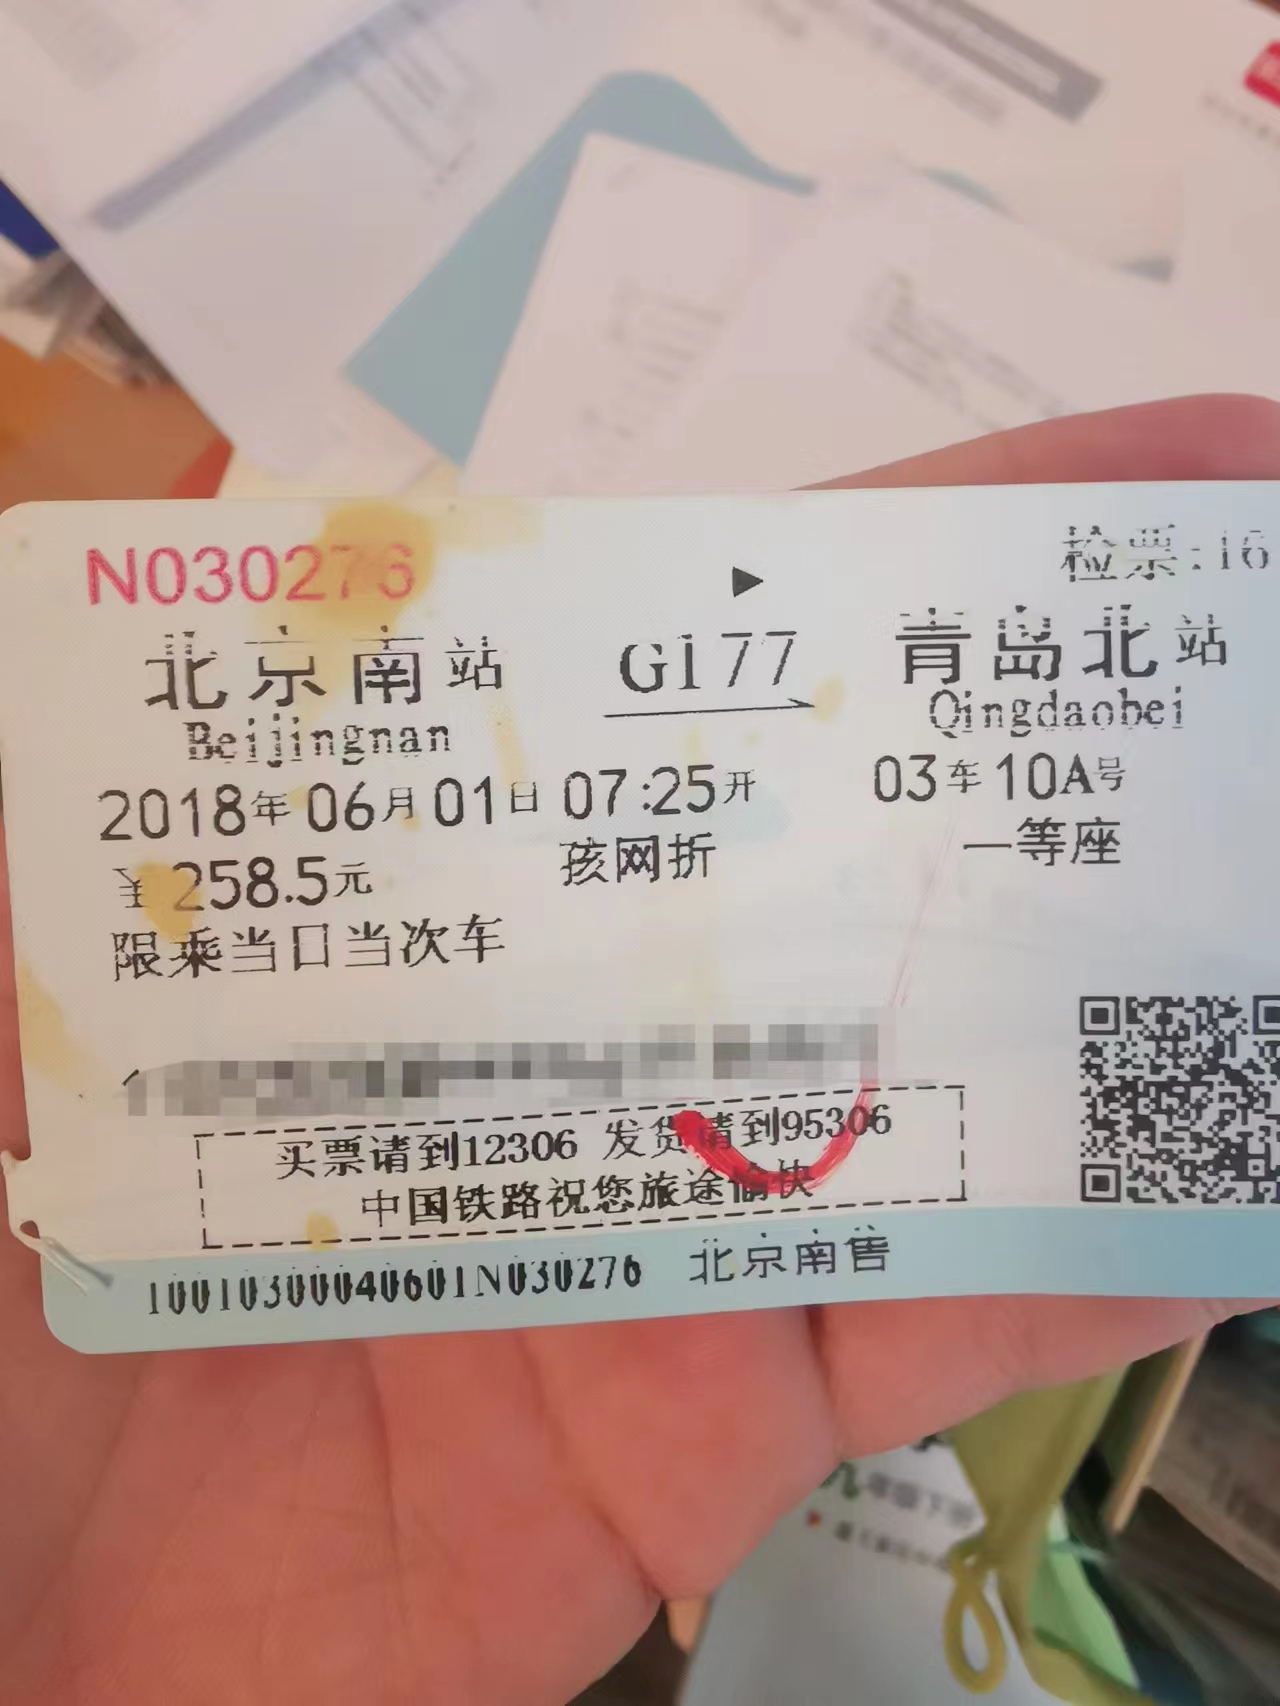 N030276
检票:16
北京南站 G177 青岛北站
Beijingnan Qingdaobei
2018年06月01日 07:25开 03车10A号
¥258.5元 孩网折 一等座
限乘当日当次车
买票请到12306 发货请到95306
中国铁路祝您旅途愉快
10010300040601N030276 北京南售